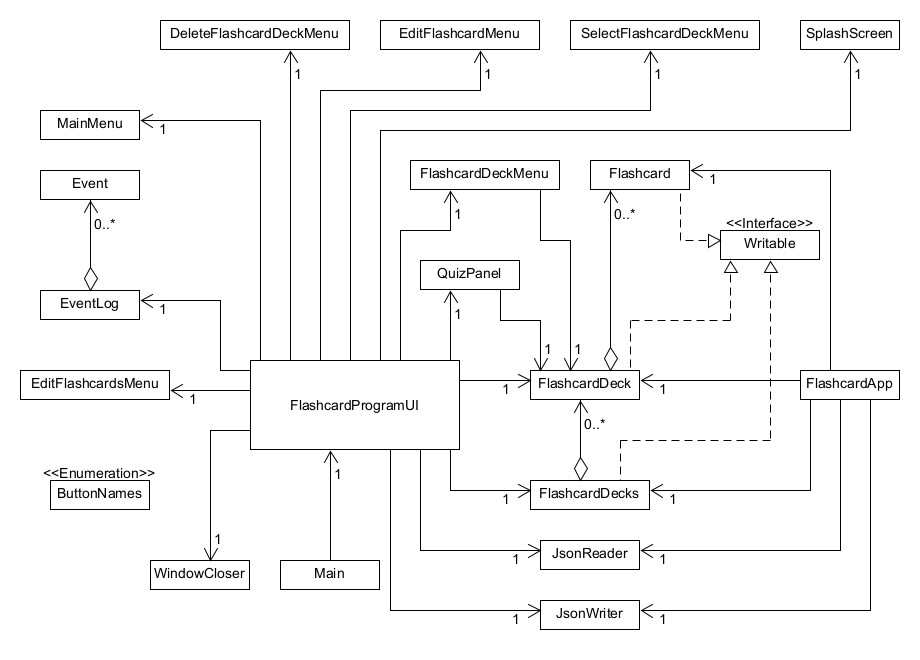 DeleteFlashcardDeckMenu
EditFlashcardMenu
SelectFlashcardDeckMenu
SplashScreen
1
1
1
1
MainMenu
1
Event
FlashcardDeckMenu
Flashcard
1
0..*
1
0..*
<<Interface>>
Writable
QuizPanel
EventLog
1
1
1
1
EditFlashcardsMenu
1
FlashcardProgramUI
1
FlashcardDeck
1
FlashcardApp
0..*
<<Enumeration>>
ButtonNames
1
1
FlashcardDecks
1
1
WindowCloser
Main
1
JsonReader
1
1
JsonWriter
1